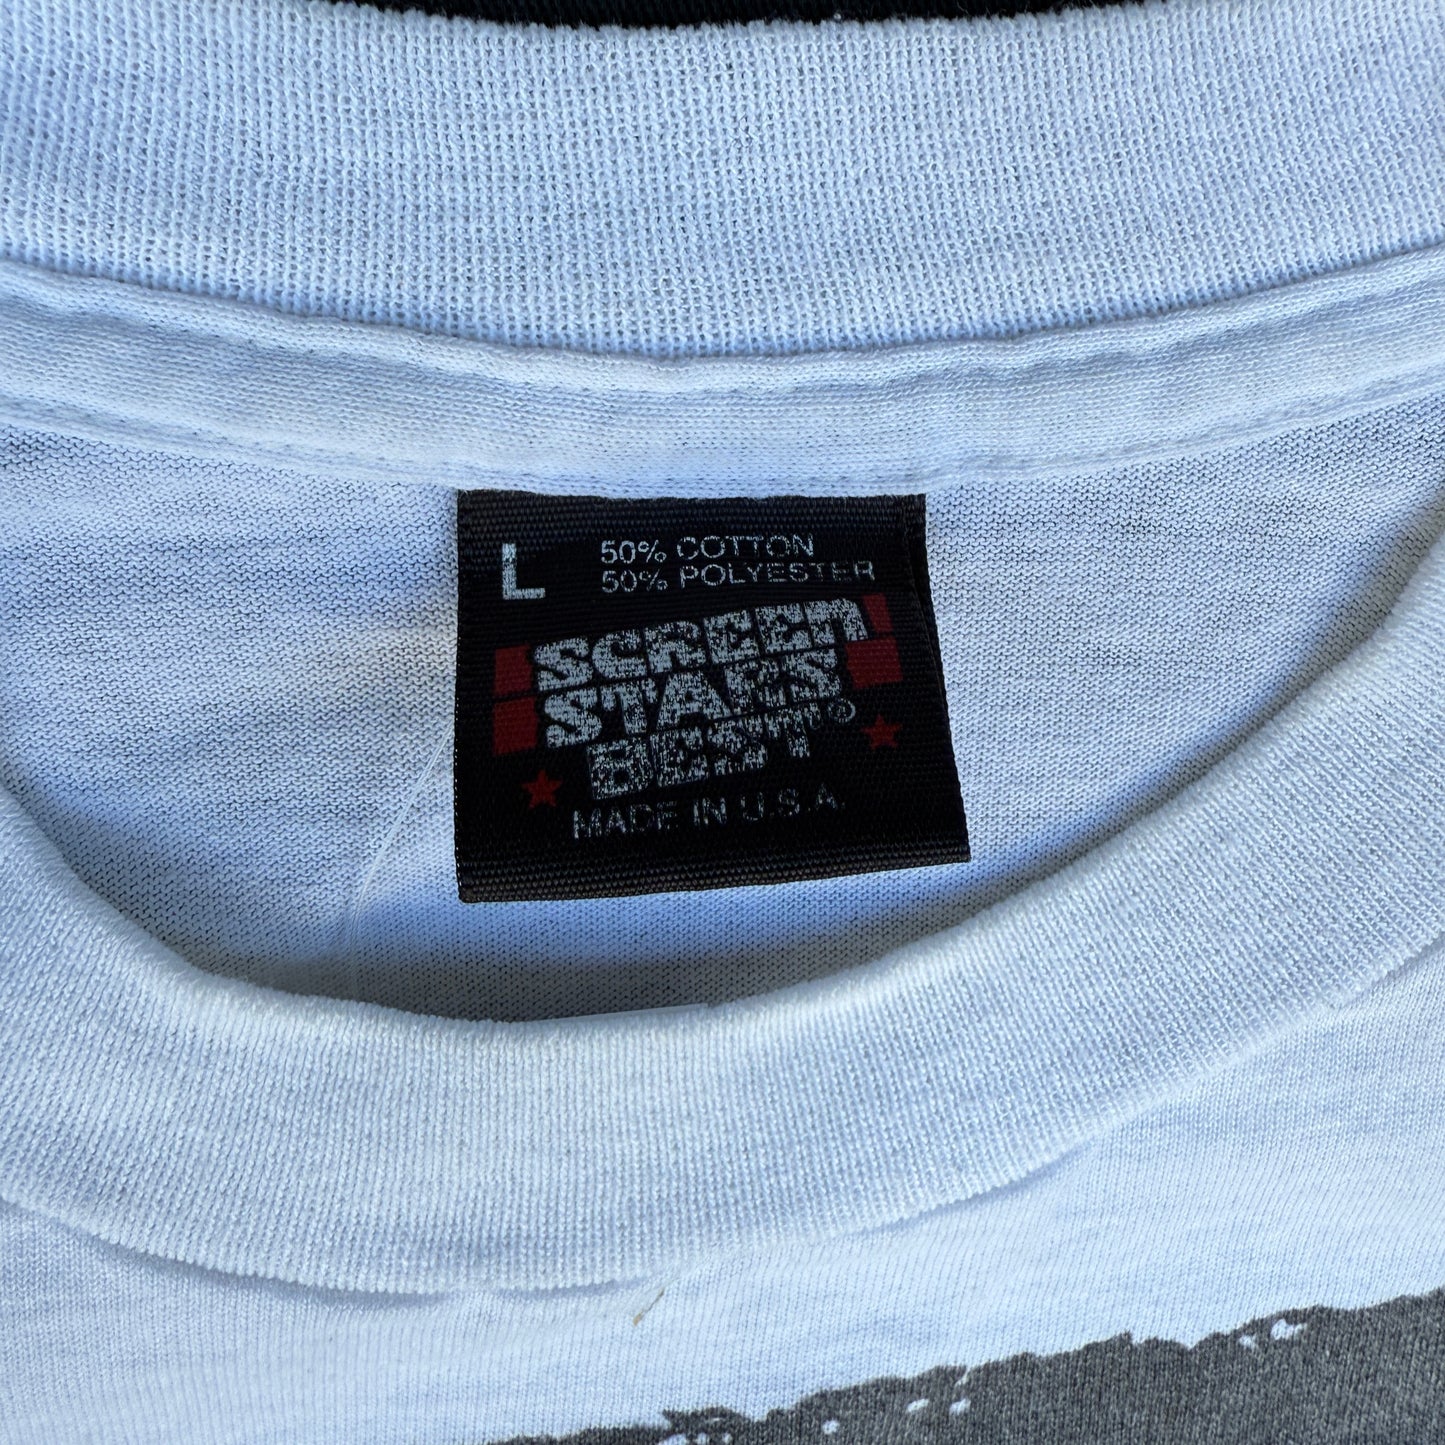 L
50% COTTON
50% POLYESTER
SCREEN
STARS
BEST®
MADE IN U.S.A.